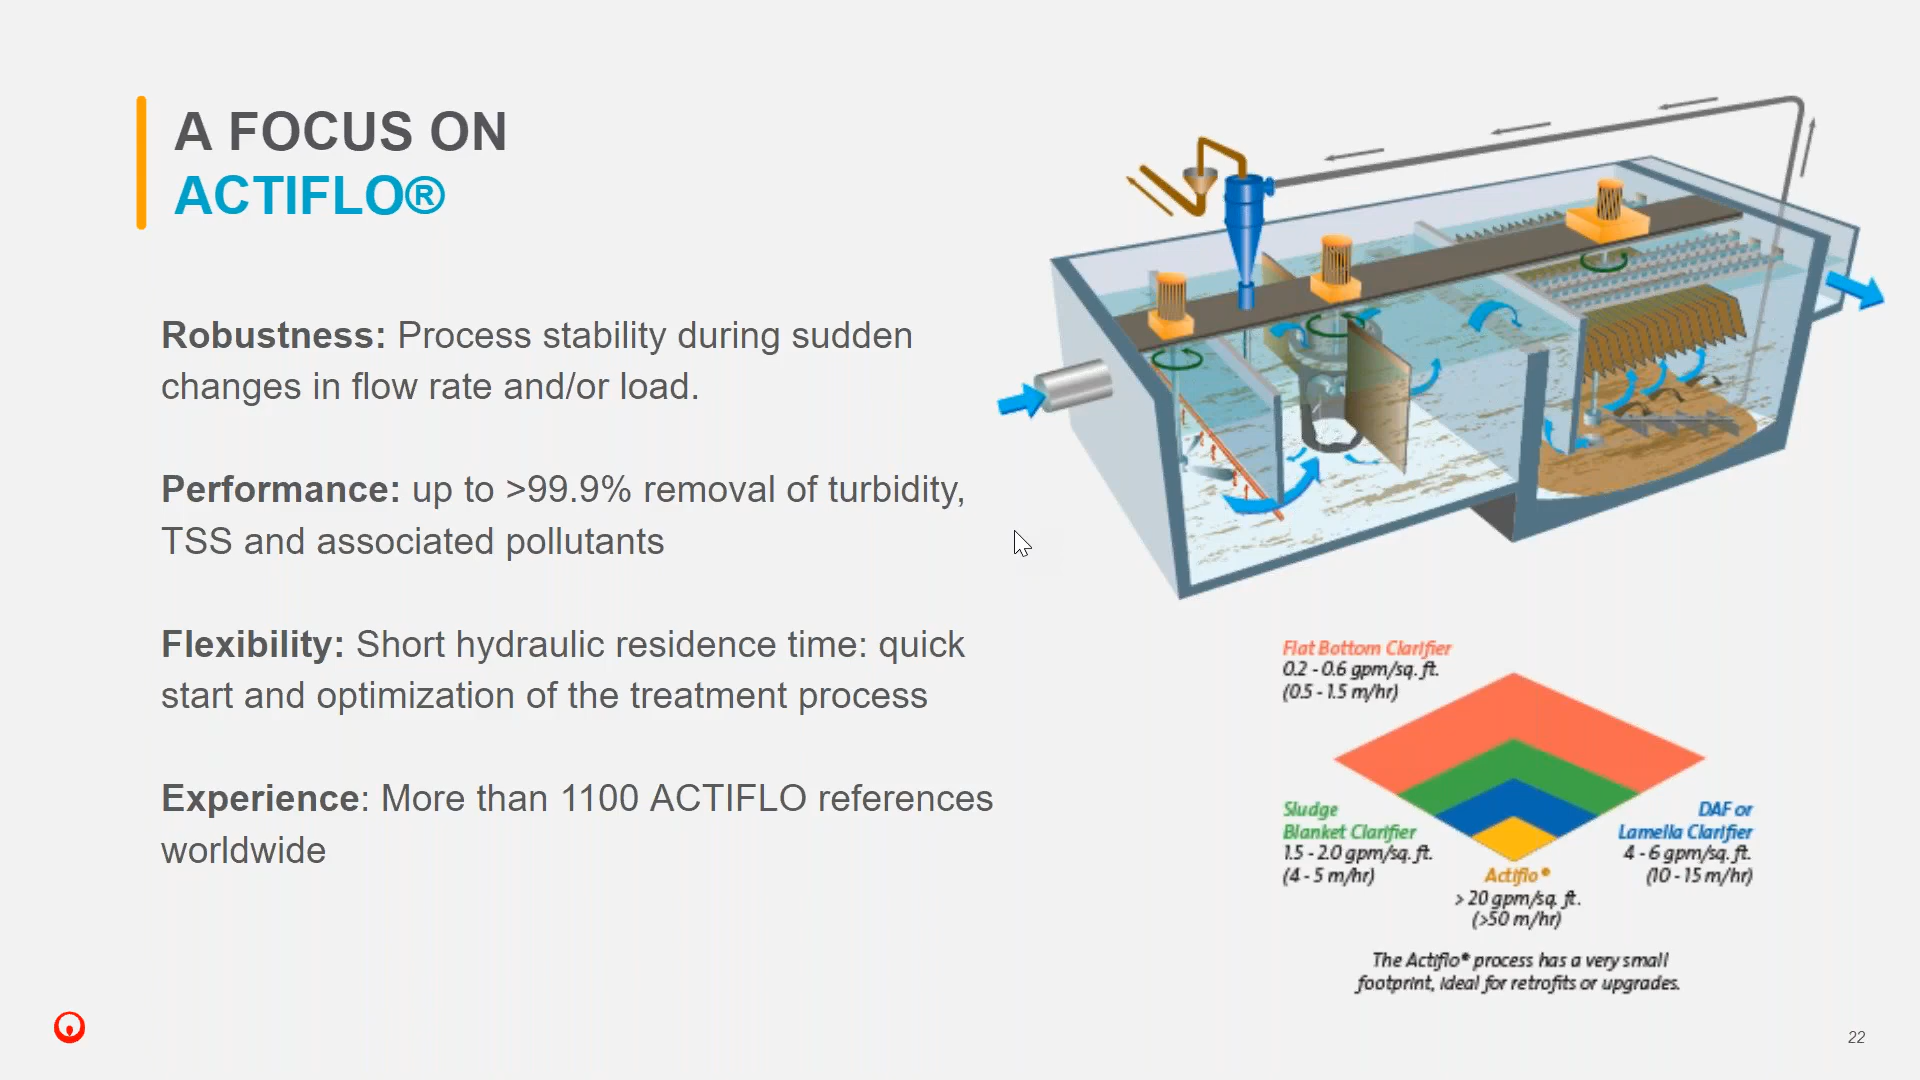 A FOCUS ON
ACTIFLO®
Robustness: Process stability during sudden
changes in flow rate and/or load.
Performance: up to >99.9% removal of turbidity,
TSS and associated pollutants
Flexibility: Short hydraulic residence time: quick
start and optimization of the treatment process
Experience: More than 1100 ACTIFLO references
worldwide
Flat Bottom Clarifier
0.2 - 0.6 gpm/sq. ft.
(0.5 - 1.5 m/hr)
Sludge
Blanket Clarifier
1.5 - 2.0 gpm/sq. ft.
(4 - 5 m/hr)
DAF or
Lamella Clarifier
4 - 6 gpm/sq. ft.
(10 - 15 m/hr)
Actiflo®
> 20 gpm/sq. ft.
(>50 m/hr)
The Actiflo® process has a very small
footprint, ideal for retrofits or upgrades.
22